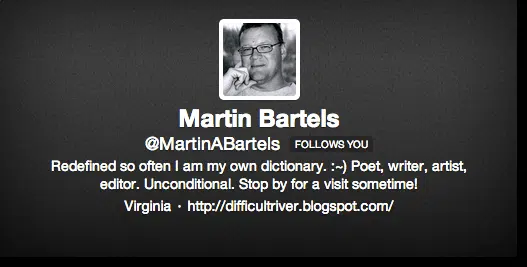 Martin Bartels
@MartinABartels FOLLOWS YOU
Redefined so often I am my own dictionary. :~) Poet, writer, artist,
editor. Unconditional. Stop by for a visit sometime!
Virginia · http://difficultriver.blogspot.com/